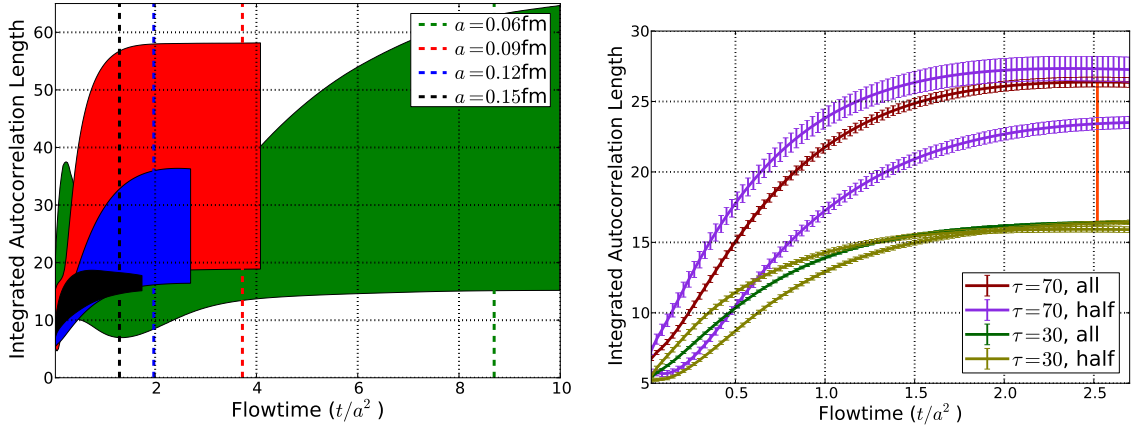 Integrated Autocorrelation Length
60
50
40
30
20
10
0
0
2
4
6
8
10
Flowtime (t/a² )
a = 0.06fm
a = 0.09fm
a = 0.12fm
a = 0.15fm
Integrated Autocorrelation Length
30
25
20
15
10
5
0.5
1.0
1.5
2.0
2.5
Flowtime (t/a² )
τ = 70, all
τ = 70, half
τ = 30, all
τ = 30, half